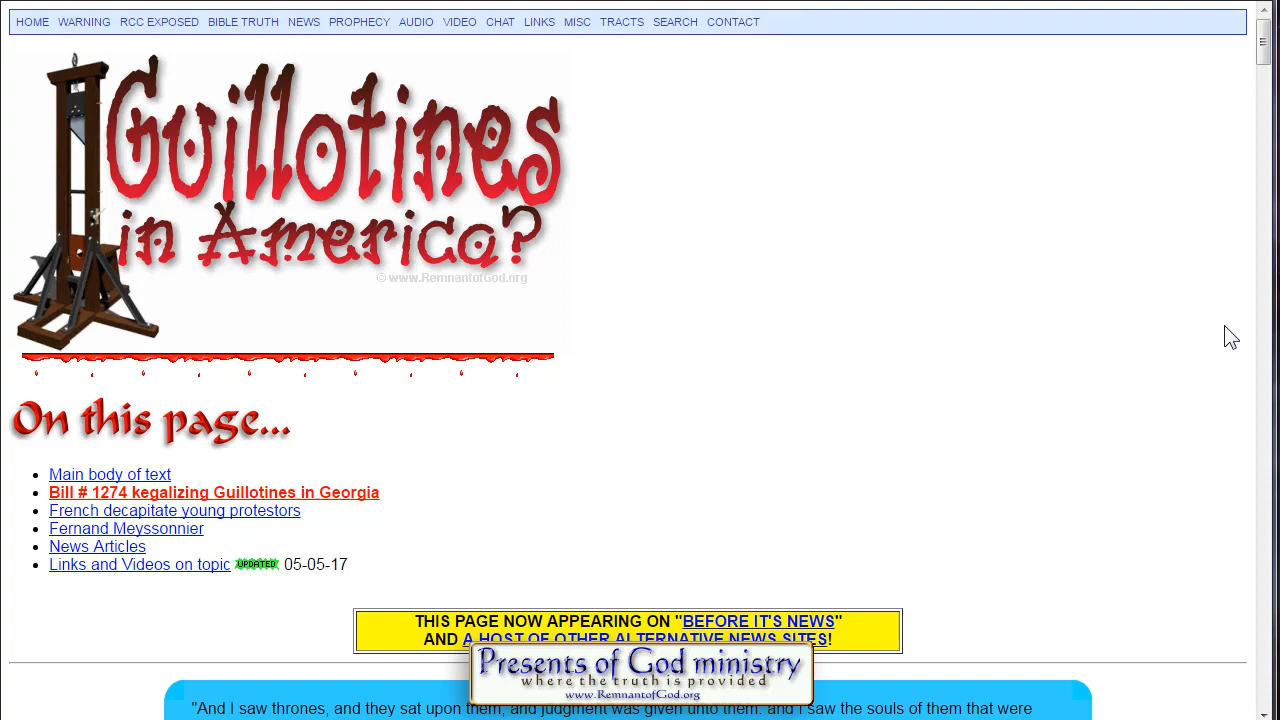 HOME WARNING RCC EXPOSED BIBLE TRUTH NEWS PROPHECY AUDIO VIDEO CHAT LINKS MISC TRACTS SEARCH CONTACT
Guillotines
in America?
© www.RemnantofGod.org
On this page...
Main body of text
Bill # 1274 kegalizing Guillotines in Georgia
French decapitate young protestors
Fernand Meyssonnier
News Articles
Links and Videos on topic UPDATED 05-05-17
THIS PAGE NOW APPEARING ON "BEFORE IT'S NEWS"
AND A HOST OF OTHER ALTERNATIVE NEWS SITES!
Presents of God ministry
where the truth is provided
www.RemnantofGod.org
"And I saw thrones, and they sat upon them, and judgment was given unto them: and I saw the souls of them that were